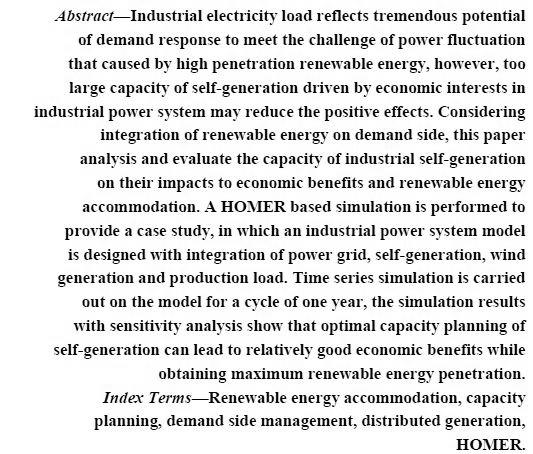 Abstract—Industrial electricity load reflects tremendous potential
of demand response to meet the challenge of power fluctuation
that caused by high penetration renewable energy, however, too
large capacity of self-generation driven by economic interests in
industrial power system may reduce the positive effects. Considering
integration of renewable energy on demand side, this paper
analysis and evaluate the capacity of industrial self-generation
on their impacts to economic benefits and renewable energy
accommodation. A HOMER based simulation is performed to
provide a case study, in which an industrial power system model
is designed with integration of power grid, self-generation, wind
generation and production load. Time series simulation is carried
out on the model for a cycle of one year, the simulation results
with sensitivity analysis show that optimal capacity planning of
self-generation can lead to relatively good economic benefits while
obtaining maximum renewable energy penetration.
Index Terms—Renewable energy accommodation, capacity
planning, demand side management, distributed generation,
HOMER.